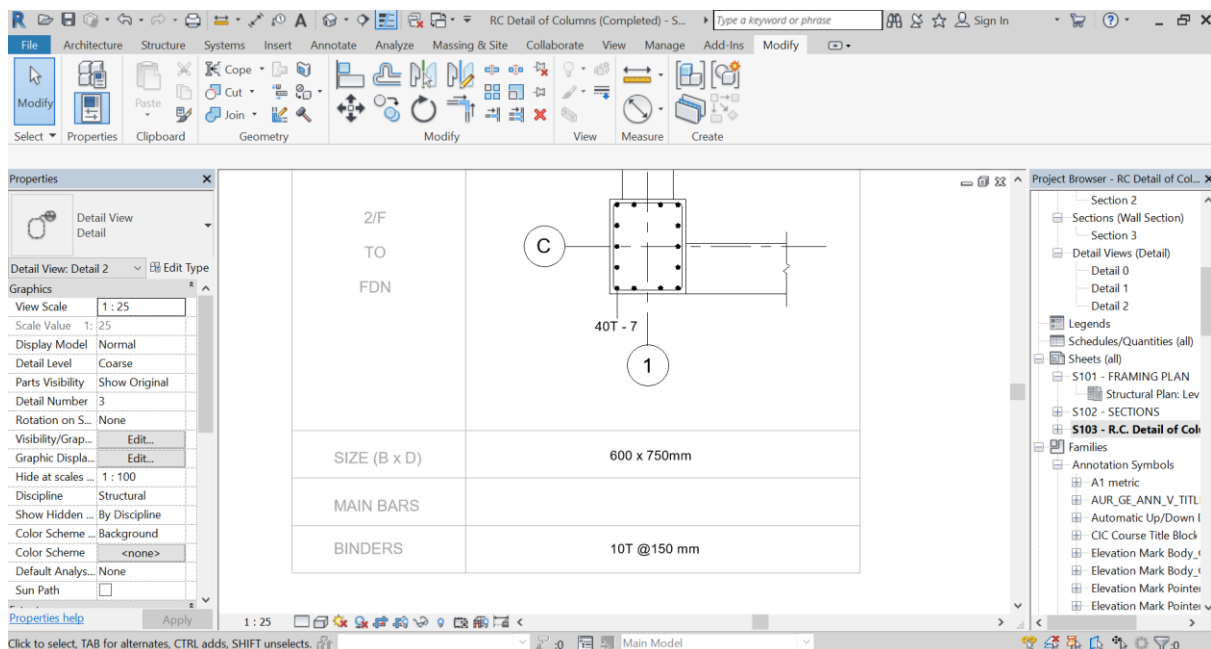 RC Detail of Columns (Completed) - S...
Type a keyword or phrase
Sign In
File Architecture Structure Systems Insert Annotate Analyze Massing & Site Collaborate View Manage Add-Ins Modify
Cope
Cut
Join
Modify
Paste
Select Properties Clipboard Geometry Modify View Measure Create
Properties
Detail View
Detail
Detail View: Detail 2 Edit Type
Graphics
View Scale 1 : 25
Scale Value 1: 25
Display Model Normal
Detail Level Coarse
Parts Visibility Show Original
Detail Number 3
Rotation on S... None
Visibility/Grap... Edit...
Graphic Displa... Edit...
Hide at scales ... 1 : 100
Discipline Structural
Show Hidden ... By Discipline
Color Scheme ... Background
Color Scheme <none>
Default Analys... None
Sun Path
Properties help Apply
2/F
TO
FDN
C
40T - 7
1
SIZE (B x D) 600 x 750mm
MAIN BARS
BINDERS 10T @150 mm
1 : 25
Project Browser - RC Detail of Col...
Section 2
Sections (Wall Section)
Section 3
Detail Views (Detail)
Detail 0
Detail 1
Detail 2
Legends
Schedules/Quantities (all)
Sheets (all)
S101 - FRAMING PLAN
Structural Plan: Lev
S102 - SECTIONS
S103 - R.C. Detail of Col
Families
Annotation Symbols
A1 metric
AUR_GE_ANN_V_TITL
Automatic Up/Down
CIC Course Title Block
Elevation Mark Body_
Elevation Mark Body_
Elevation Mark Pointer
Elevation Mark Pointer
Click to select, TAB for alternates, CTRL adds, SHIFT unselects.
:0
Main Model
:0